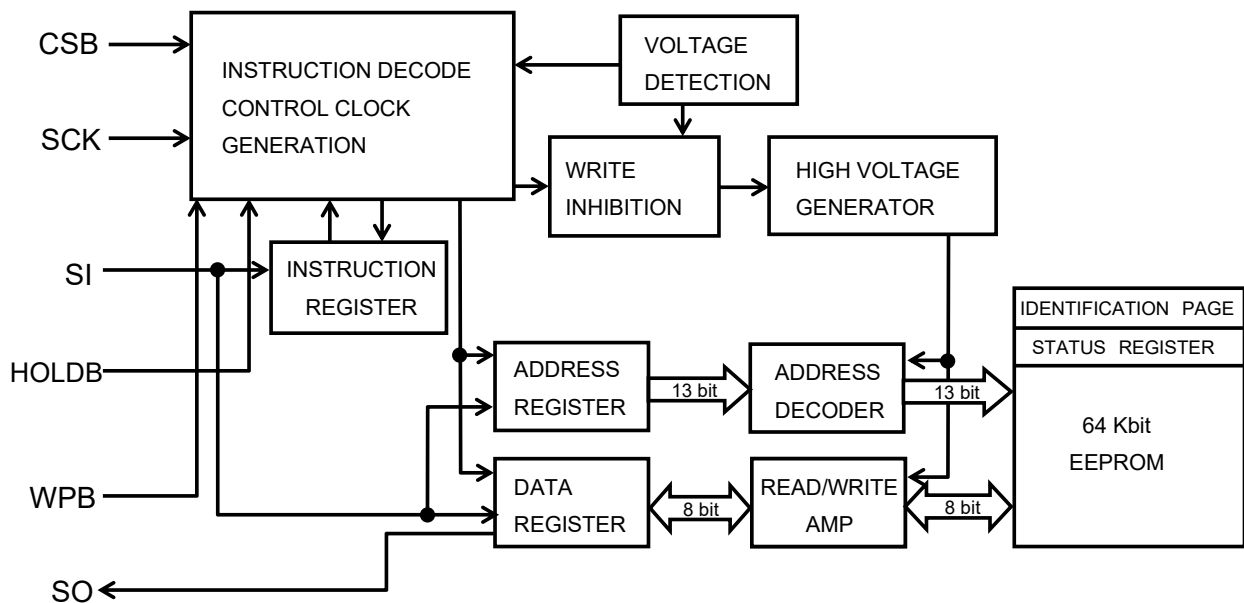 CSB
SCK
SI
HOLDB
WPB
SO
INSTRUCTION DECODE
CONTROL CLOCK
GENERATION
VOLTAGE
DETECTION
WRITE
INHIBITION
HIGH VOLTAGE
GENERATOR
INSTRUCTION
REGISTER
ADDRESS
REGISTER
13 bit
ADDRESS
DECODER
13 bit
DATA
REGISTER
8 bit
READ/WRITE
AMP
8 bit
IDENTIFICATION PAGE
STATUS REGISTER
64 Kbit
EEPROM